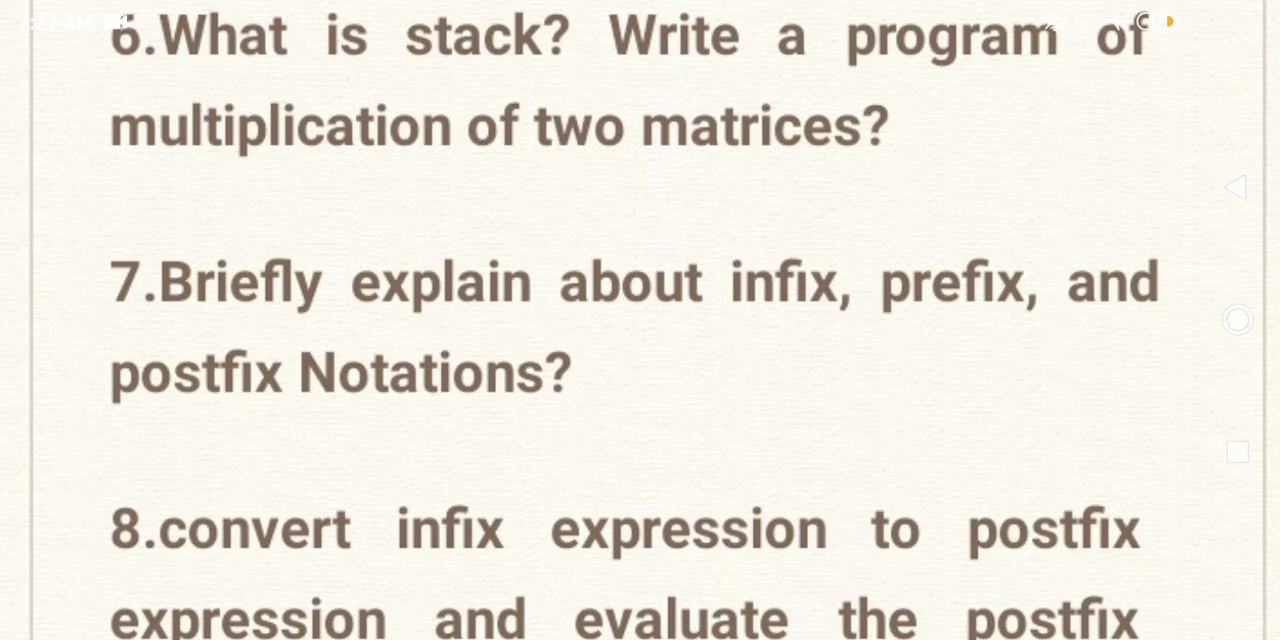 6.What is stack? Write a program of
multiplication of two matrices?
7.Briefly explain about infix, prefix, and
postfix Notations?
8.convert infix expression to postfix
expression and evaluate the postfix